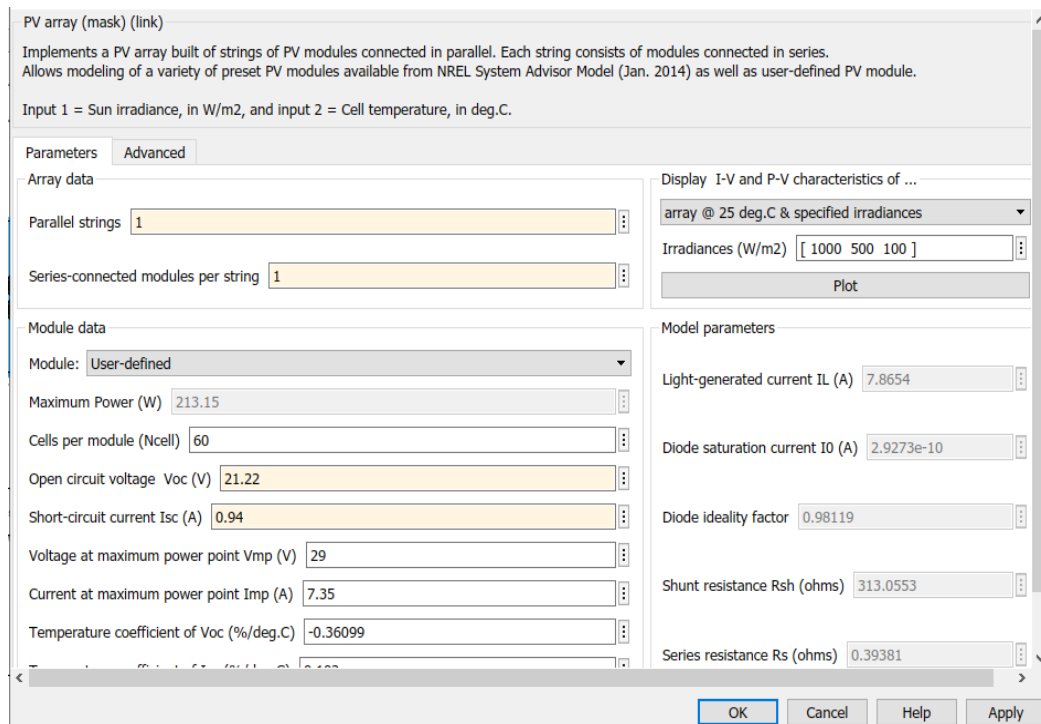 PV array (mask) (link)
Implements a PV array built of strings of PV modules connected in parallel. Each string consists of modules connected in series.
Allows modeling of a variety of preset PV modules available from NREL System Advisor Model (Jan. 2014) as well as user-defined PV module.
Input 1 = Sun irradiance, in W/m2, and input 2 = Cell temperature, in deg.C.
Parameters Advanced
Array data
Parallel strings 1
Series-connected modules per string 1
Display I-V and P-V characteristics of ...
array @ 25 deg.C & specified irradiances
Irradiances (W/m2) [ 1000 500 100 ]
Plot
Module data
Module: User-defined
Maximum Power (W) 213.15
Cells per module (Ncell) 60
Open circuit voltage Voc (V) 21.22
Short-circuit current Isc (A) 0.94
Voltage at maximum power point Vmp (V) 29
Current at maximum power point Imp (A) 7.35
Temperature coefficient of Voc (%/deg.C) -0.36099
Model parameters
Light-generated current IL (A) 7.8654
Diode saturation current I0 (A) 2.9273e-10
Diode ideality factor 0.98119
Shunt resistance Rsh (ohms) 313.0553
Series resistance Rs (ohms) 0.39381
OK Cancel Help Apply